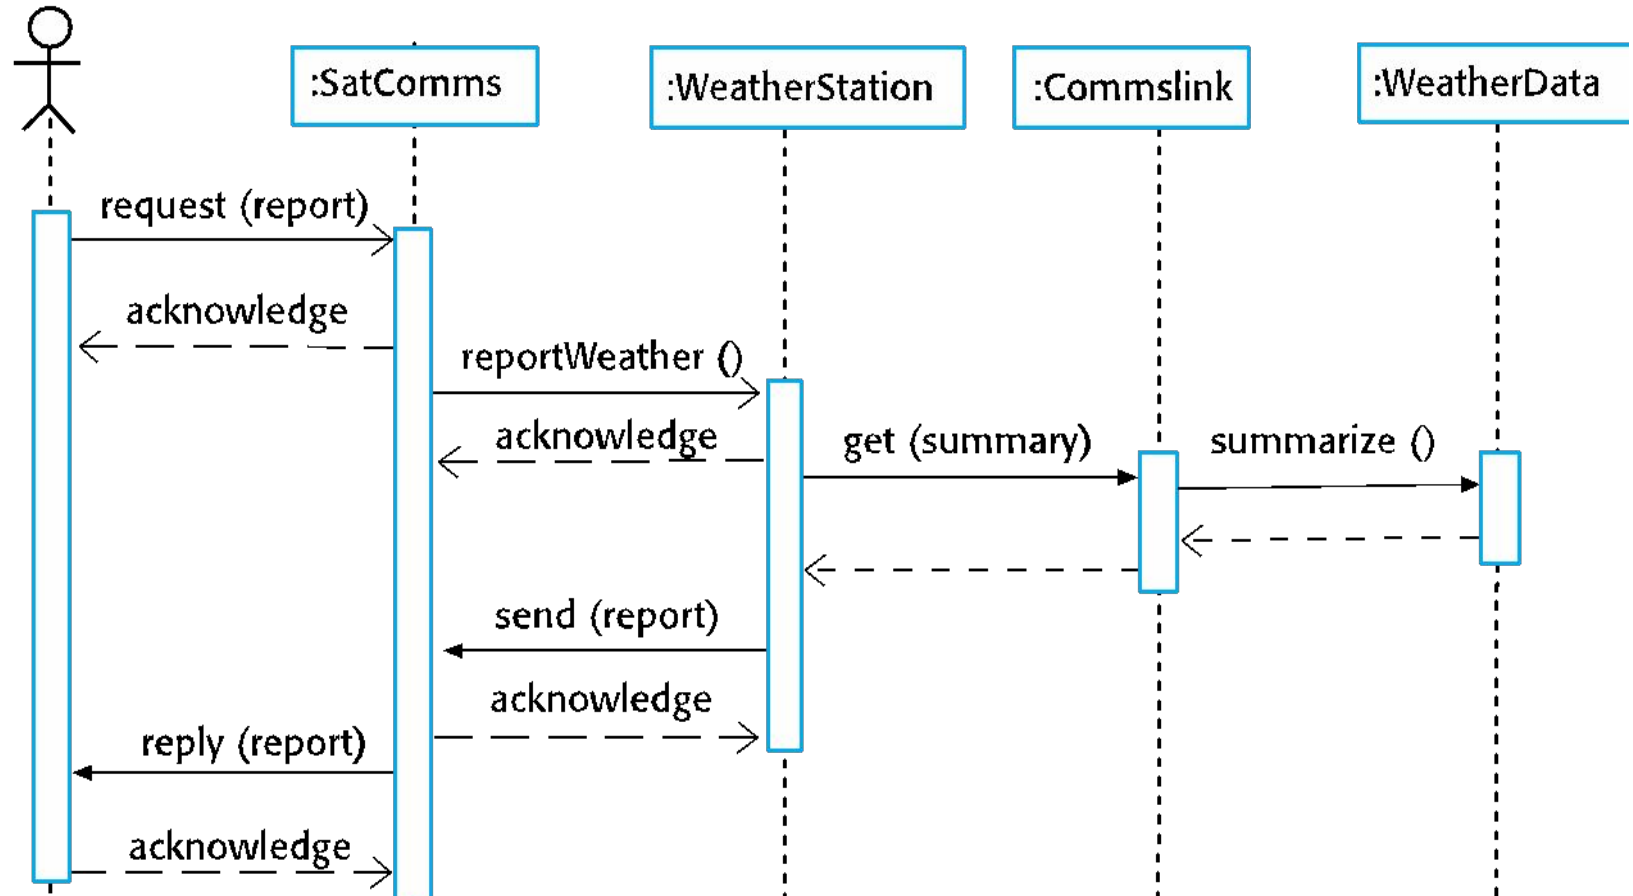 :SatComms
:WeatherStation
:Commslink
:WeatherData
request (report)
acknowledge
reportWeather ()
acknowledge
get (summary)
summarize ()
send (report)
acknowledge
reply (report)
acknowledge